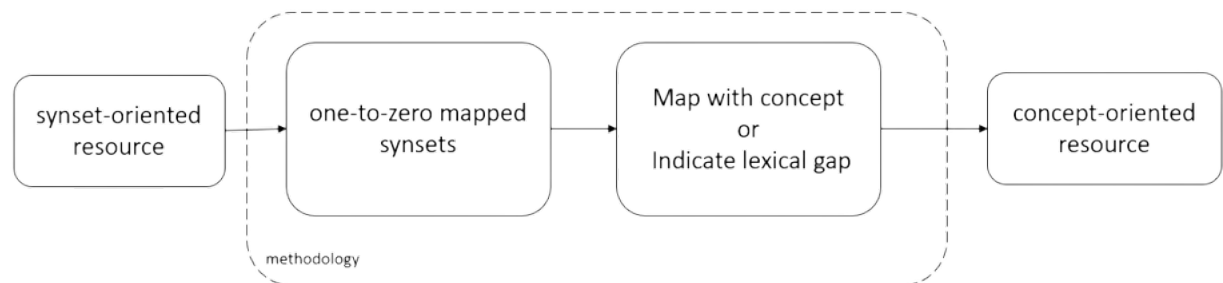 synset-oriented
resource
one-to-zero mapped
synsets
Map with concept
or
Indicate lexical gap
concept-oriented
resource
methodology